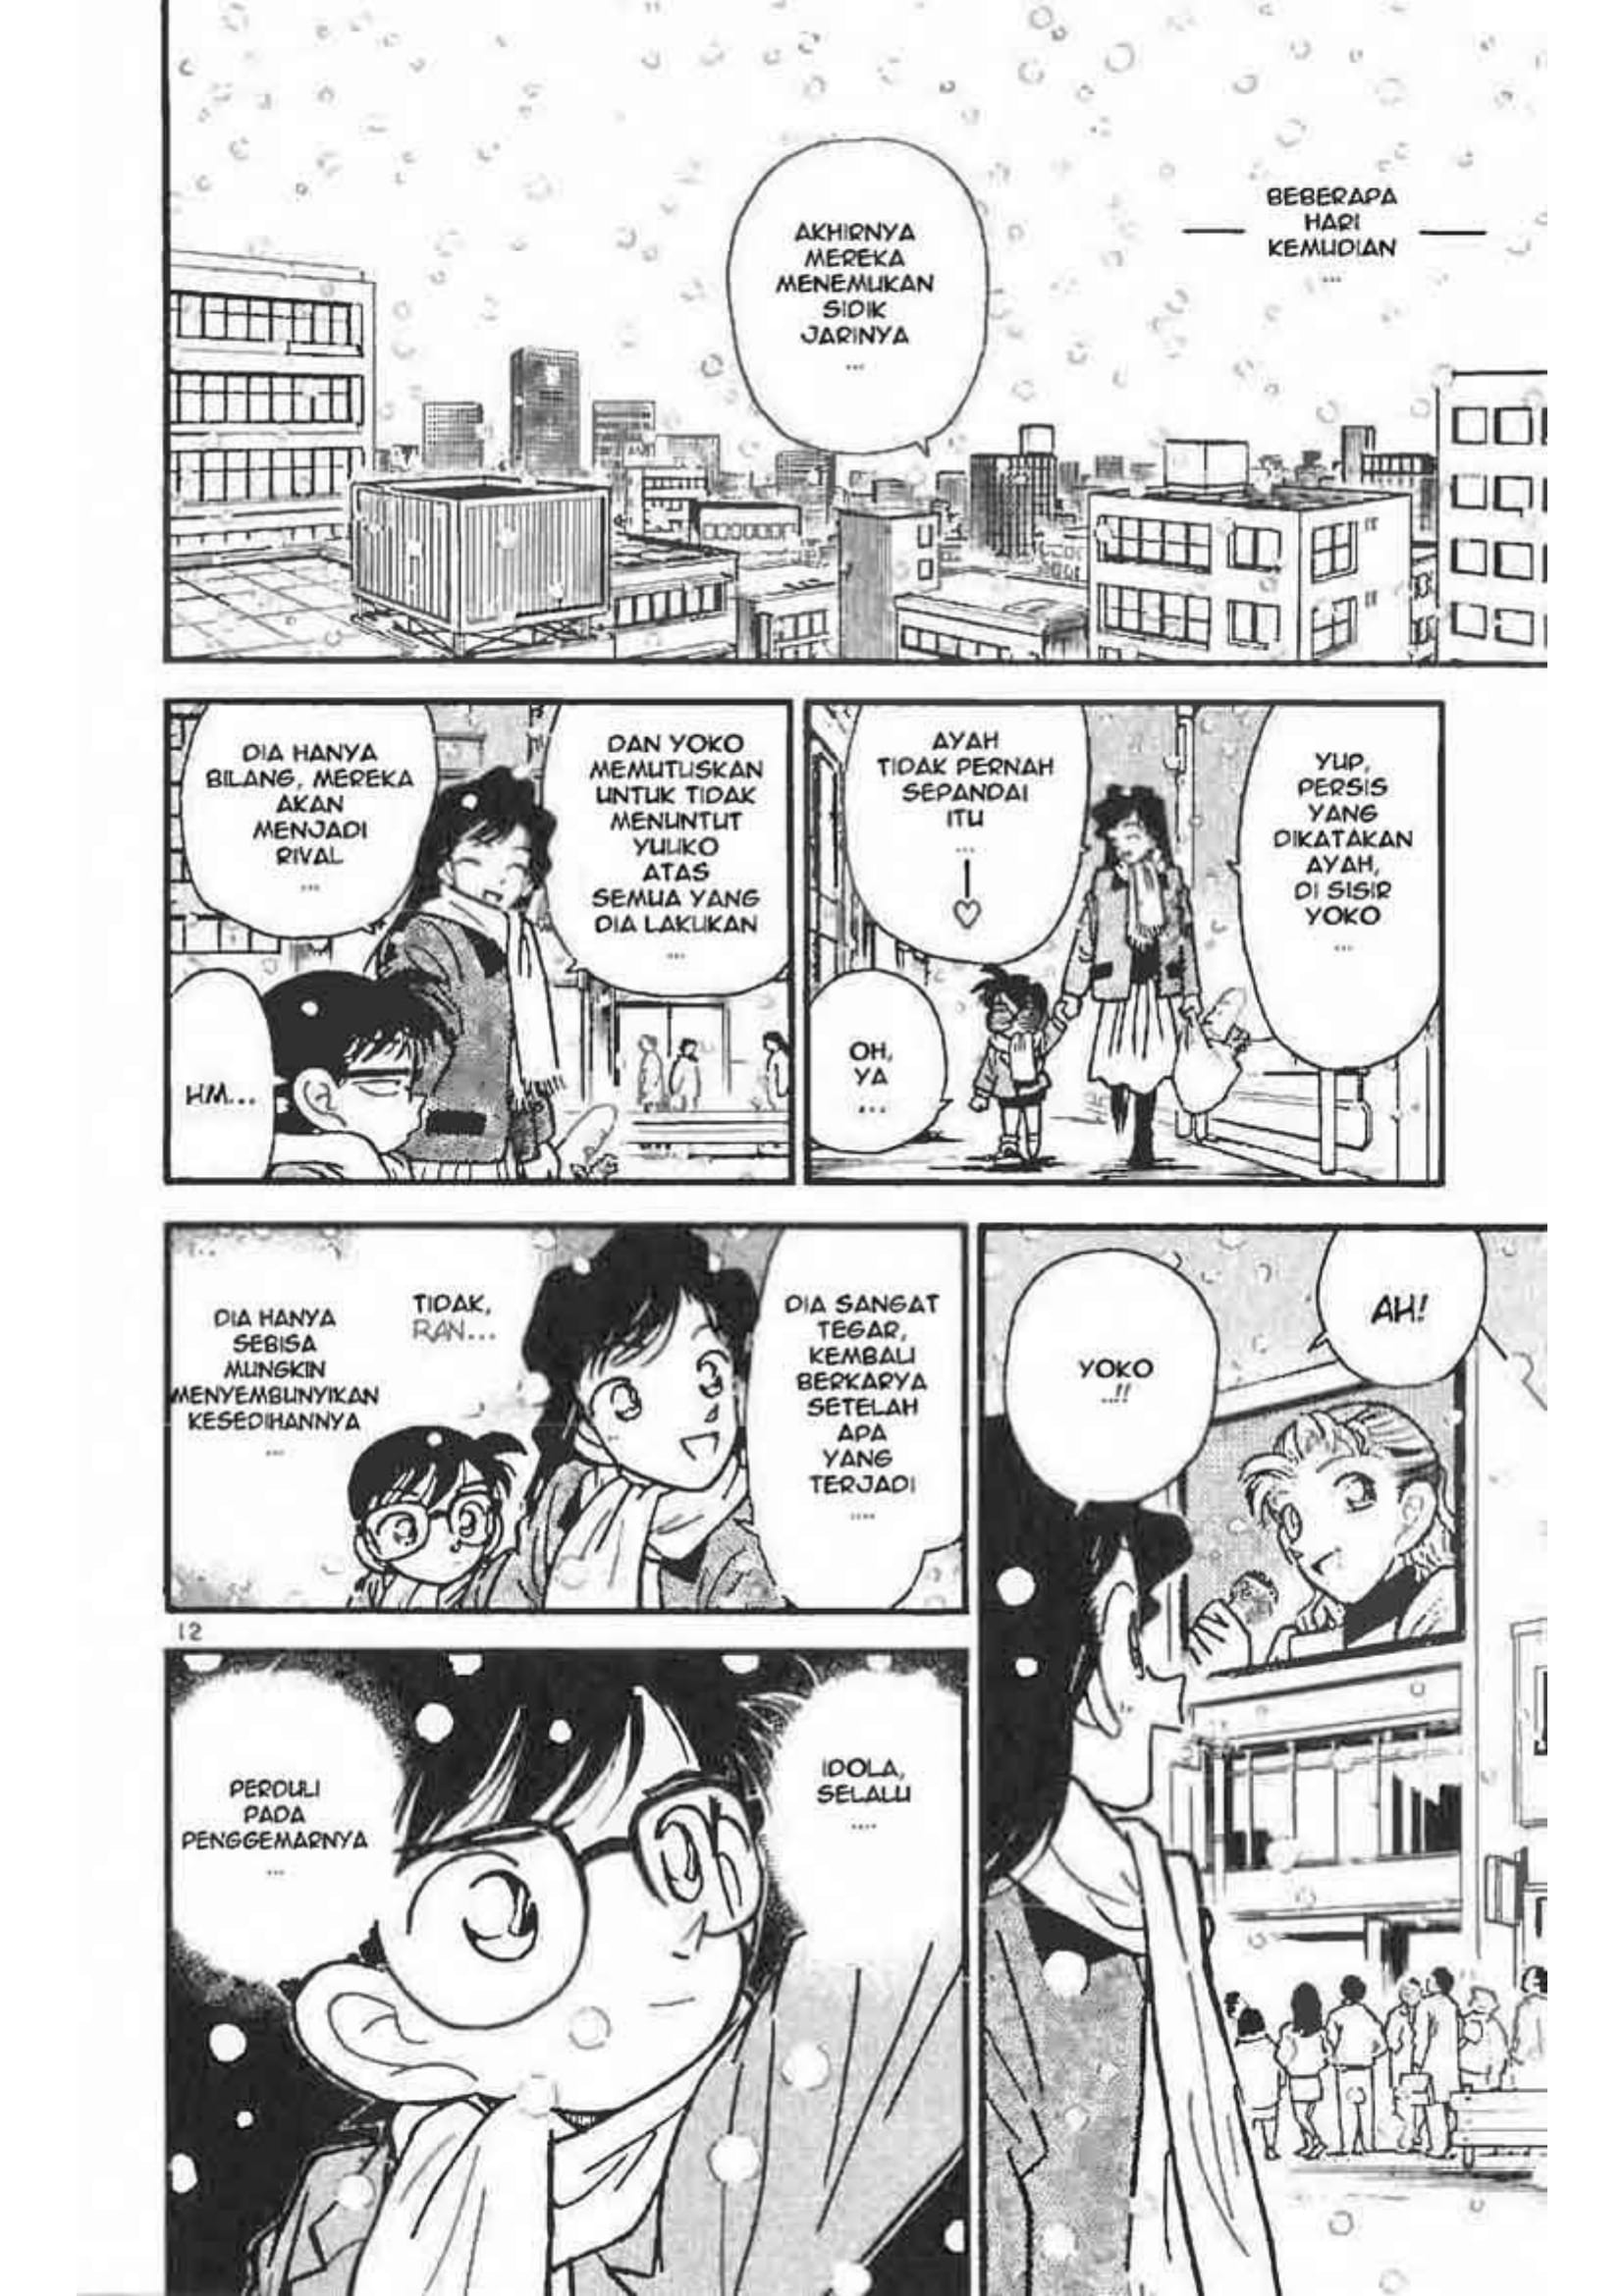 BEBERAPA
HARI
KEMUDIAN
...
AKHIRNYA
MEREKA
MENEMUKAN
SIDIK
JARINYA
...
YUP,
PERSIS
YANG
DIKATAKAN
AYAH,
DI SISIR
YOKO
...
AYAH
TIDAK PERNAH
SEPANDAI
ITU
...
OH,
YA
...
DAN YOKO
MEMUTUSKAN
UNTUK TIDAK
MENUNTUT
YUUKO
ATAS
SEMUA YANG
DIA LAKUKAN
...
DIA HANYA
BILANG, MEREKA
AKAN
MENJADI
RIVAL
...
HM...
AH!
YOKO
..!!
DIA SANGAT
TEGAR,
KEMBALI
BERKARYA
SETELAH
APA
YANG
TERJADI
....
TIDAK,
RAN...
DIA HANYA
SEBISA
MUNGKIN
MENYEMBUNYIKAN
KESEDIHANNYA
...
12
IDOLA,
SELALU
....
PERDULI
PADA
PENGGEMARNYA
...